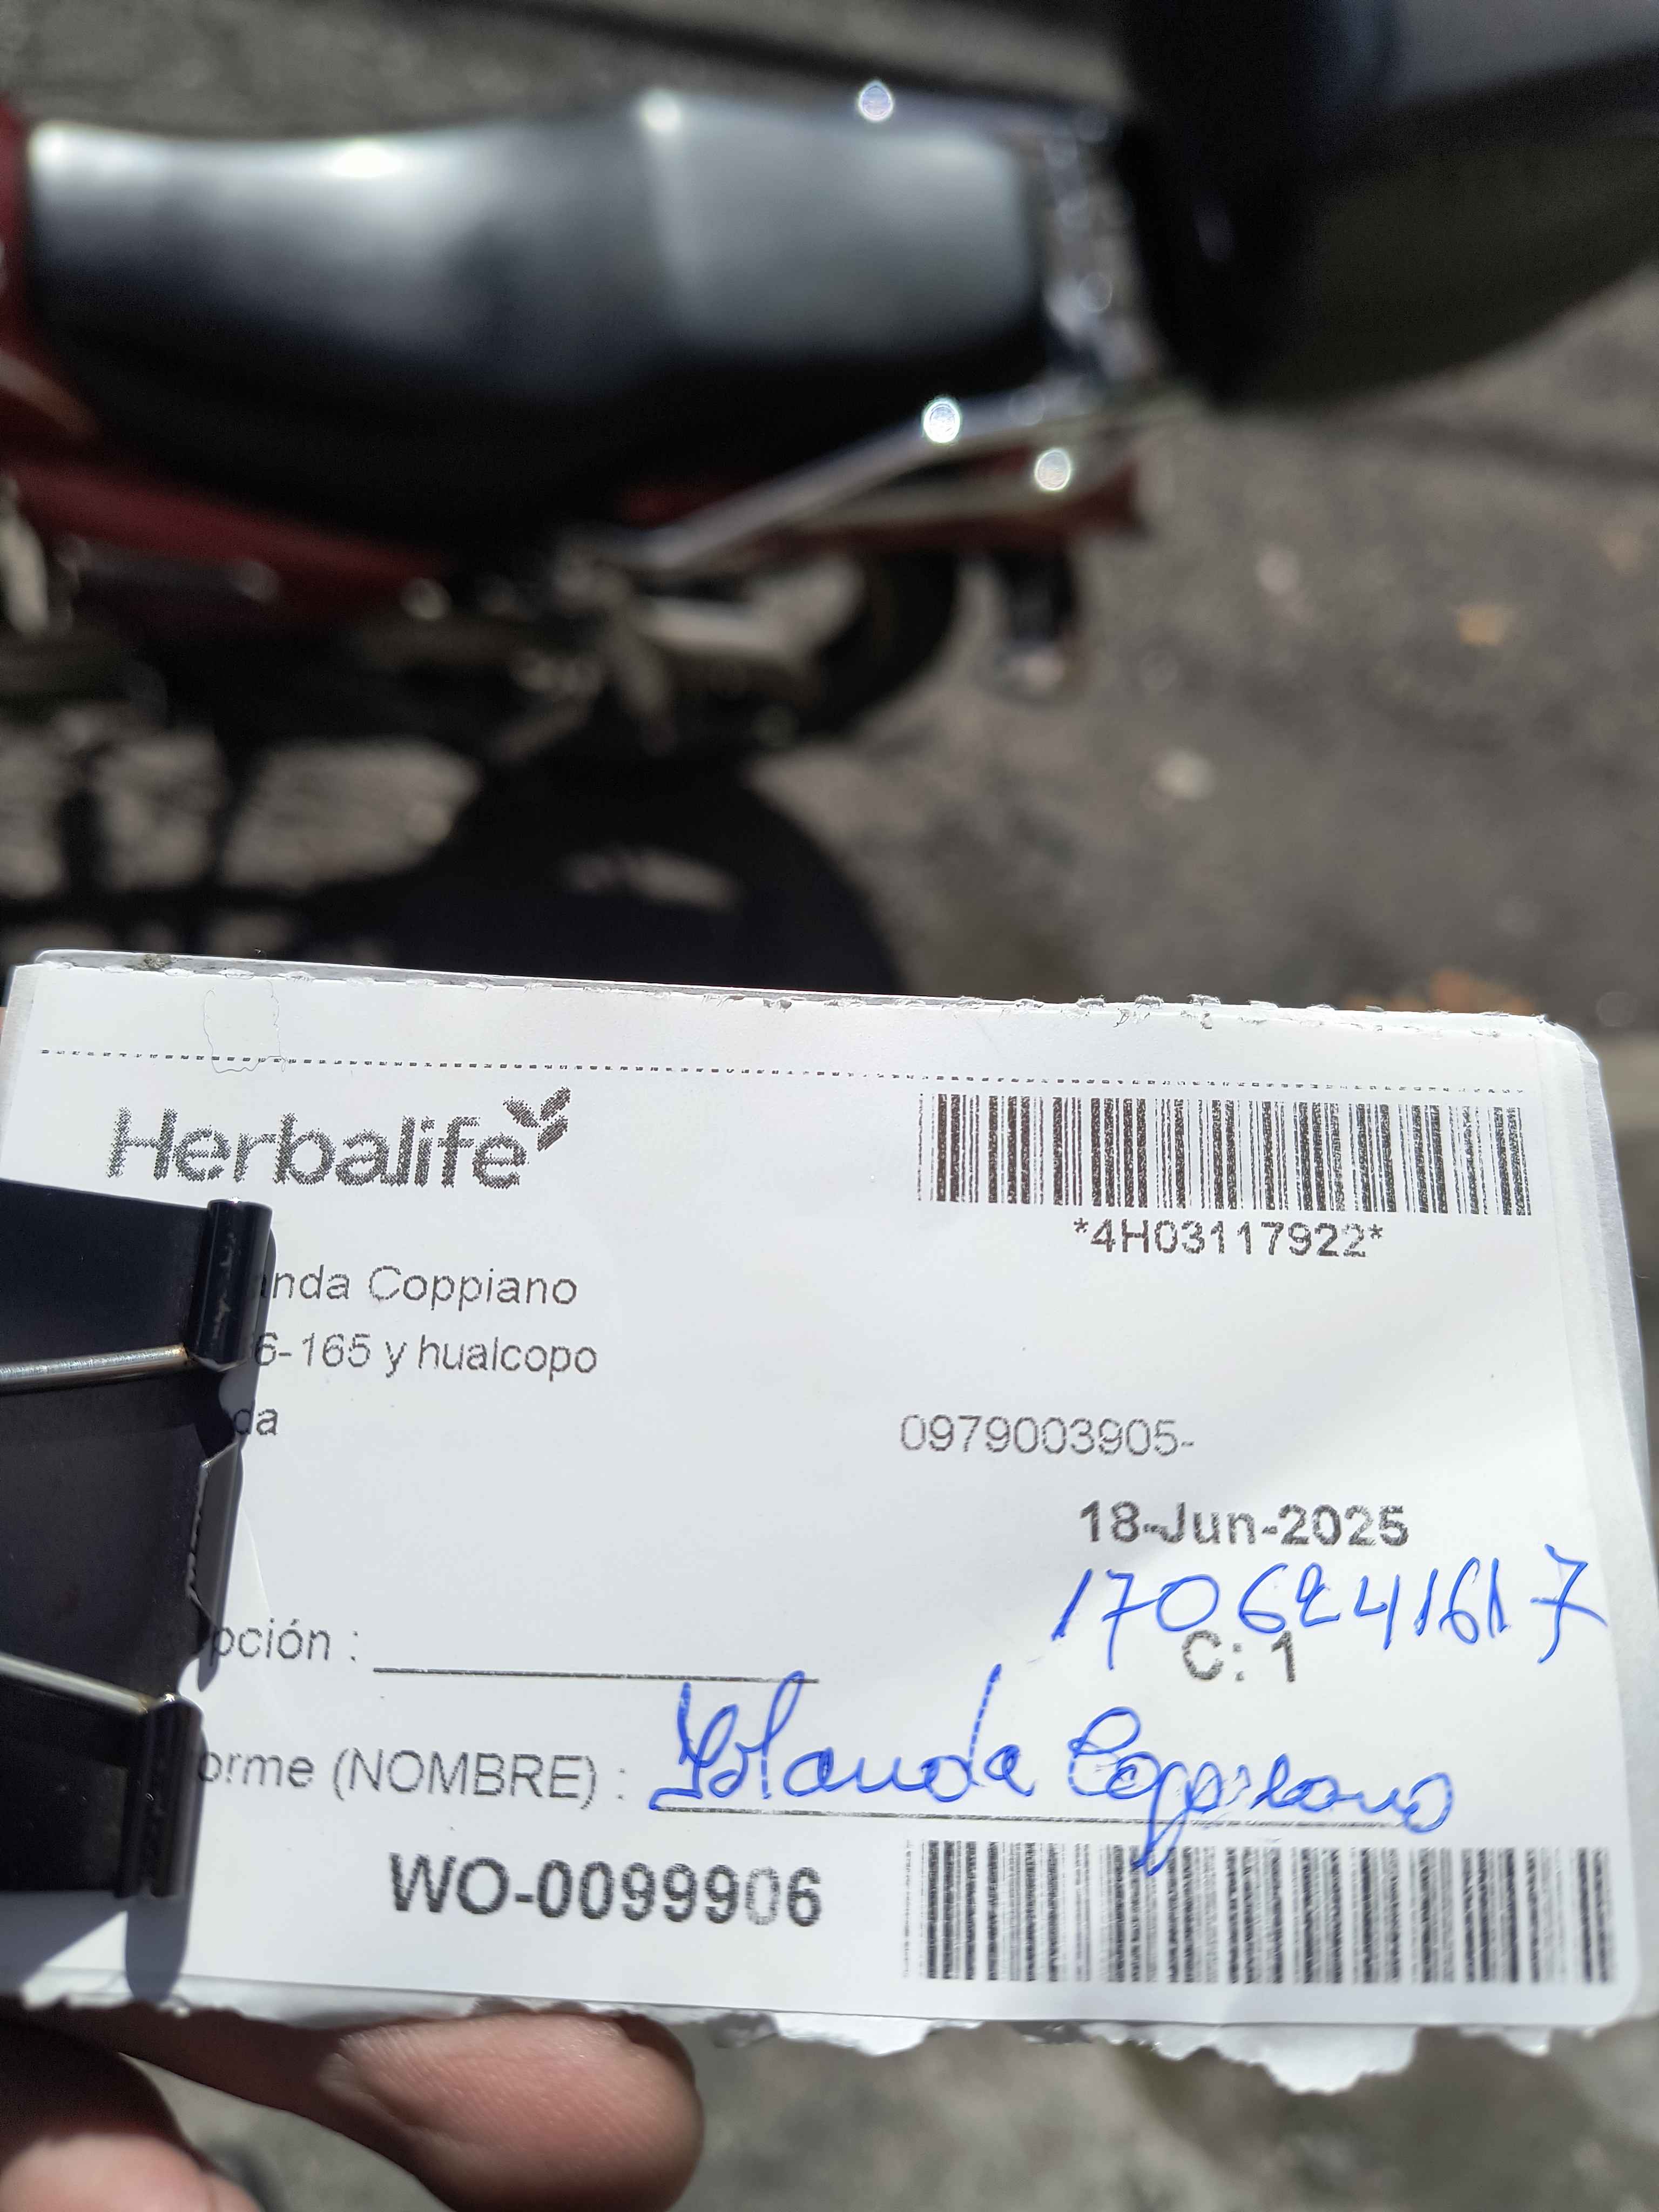 Herbalife
*4H03117922*
anda Coppiano
6-165 y hualcopo
da
0979003905-
18-Jun-2025
1706241617
C: 1
pción :
orme (NOMBRE) : Yolanda Coppiano
WO-0099906